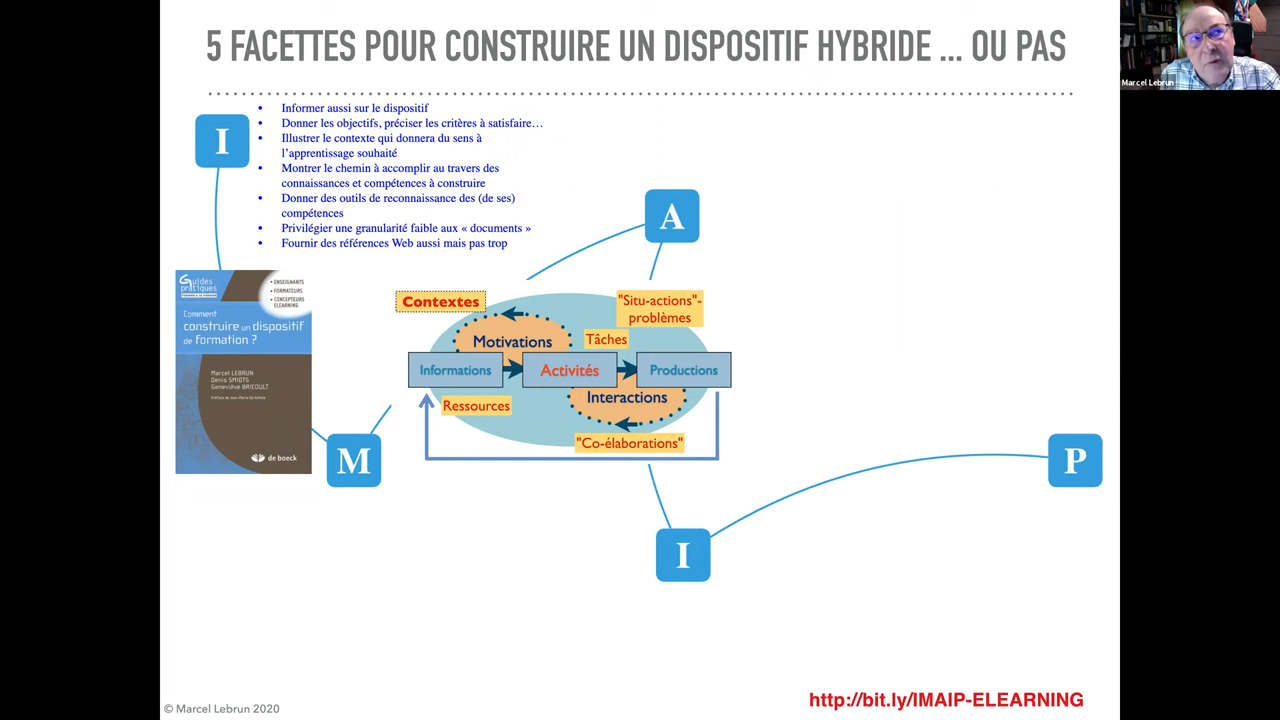 5 FACETTES POUR CONSTRUIRE UN DISPOSITIF HYBRIDE ... OU PAS
Marcel Lebrun
I
• Informer aussi sur le dispositif
• Donner les objectifs, préciser les critères à satisfaire…
• Illustrer le contexte qui donnera du sens à
l’apprentissage souhaité
• Montrer le chemin à accomplir au travers des
connaissances et compétences à construire
• Donner des outils de reconnaissance des (de ses)
compétences
• Privilégier une granularité faible aux « documents »
• Fournir des références Web aussi mais pas trop
A
Guides
pratiques
• ENSEIGNANTS
• FORMATEURS
• CONCEPTEURS
ELEARNING
Comment
construire un dispositif
de formation ?
Marcel LEBRUN
Denis SMIDTS
Geneviève BRICOULT
de boeck
Contextes
"Situ-actions"-
problèmes
Motivations
Tâches
Informations
Activités
Productions
Interactions
Ressources
"Co-élaborations"
M
P
I
http://bit.ly/IMAIP-ELEARNING
© Marcel Lebrun 2020